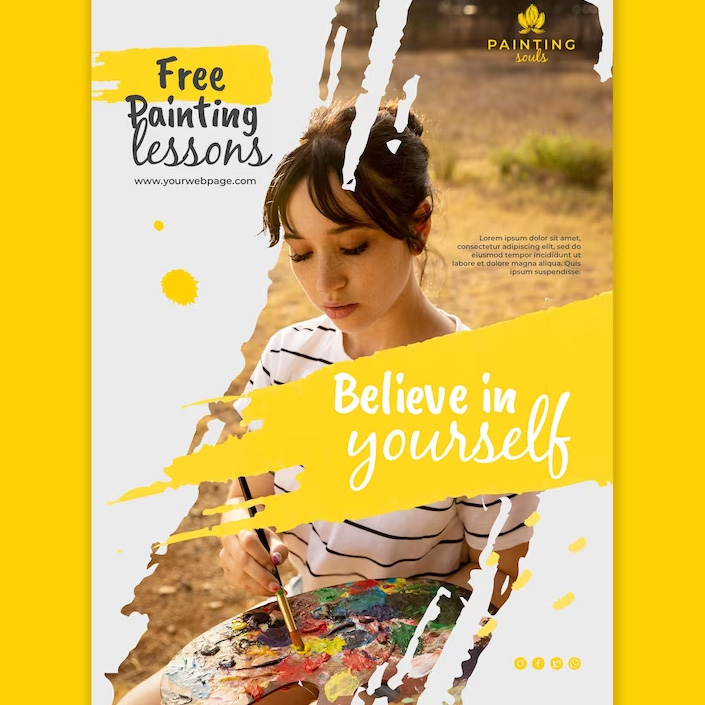 Free
Painting
lessons
www.yourwebpage.com
PAINTING
souls
Lorem ipsum dolor sit amet,
consectetur adipiscing elit, sed do
eiusmod tempor incididunt ut
labore et dolore magna aliqua. Quis
ipsum suspendisse.
Believe in
yourself